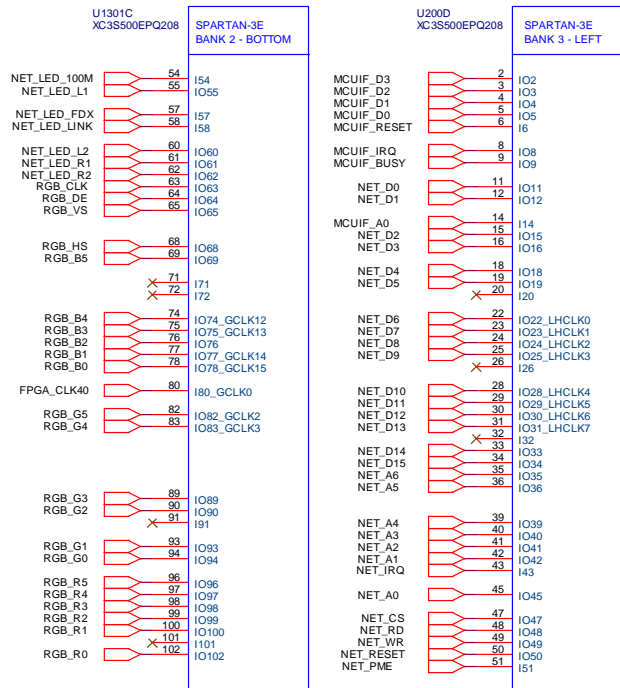 U1301C
XC3S500EPQ208
SPARTAN-3E
BANK 2 - BOTTOM
NET_LED_100M 54 I54
NET_LED_L1 55 IO55
NET_LED_FDX 57 I57
NET_LED_LINK 58 I58
NET_LED_L2 60 IO60
NET_LED_R1 61 IO61
NET_LED_R2 62 IO62
RGB_CLK 63 IO63
RGB_DE 64 IO64
RGB_VS 65 IO65
RGB_HS 68 IO68
RGB_B5 69 IO69
71 I71
72 I72
RGB_B4 74 IO74_GCLK12
RGB_B3 75 IO75_GCLK13
RGB_B2 76 IO76
RGB_B1 77 IO77_GCLK14
RGB_B0 78 IO78_GCLK15
FPGA_CLK40 80 I80_GCLK0
RGB_G5 82 IO82_GCLK2
RGB_G4 83 IO83_GCLK3
RGB_G3 89 IO89
RGB_G2 90 IO90
91 I91
RGB_G1 93 IO93
RGB_G0 94 IO94
RGB_R5 96 IO96
RGB_R4 97 IO97
RGB_R3 98 IO98
RGB_R2 99 IO99
RGB_R1 100 IO100
101 I101
RGB_R0 102 IO102
U200D
XC3S500EPQ208
SPARTAN-3E
BANK 3 - LEFT
MCUIF_D3 2 IO2
MCUIF_D2 3 IO3
MCUIF_D1 4 IO4
MCUIF_D0 5 IO5
MCUIF_RESET 6 I6
MCUIF_IRQ 8 IO8
MCUIF_BUSY 9 IO9
NET_D0 11 IO11
NET_D1 12 IO12
MCUIF_A0 14 I14
NET_D2 15 IO15
NET_D3 16 IO16
NET_D4 18 IO18
NET_D5 19 IO19
20 I20
NET_D6 22 IO22_LHCLK0
NET_D7 23 IO23_LHCLK1
NET_D8 24 IO24_LHCLK2
NET_D9 25 IO25_LHCLK3
26 I26
NET_D10 28 IO28_LHCLK4
NET_D11 29 IO29_LHCLK5
NET_D12 30 IO30_LHCLK6
NET_D13 31 IO31_LHCLK7
32 I32
NET_D14 33 IO33
NET_D15 34 IO34
NET_A6 35 IO35
NET_A5 36 IO36
NET_A4 39 IO39
NET_A3 40 IO40
NET_A2 41 IO41
NET_A1 42 IO42
NET_IRQ 43 I43
NET_A0 45 IO45
NET_CS 47 IO47
NET_RD 48 IO48
NET_WR 49 IO49
NET_RESET 50 IO50
NET_PME 51 I51